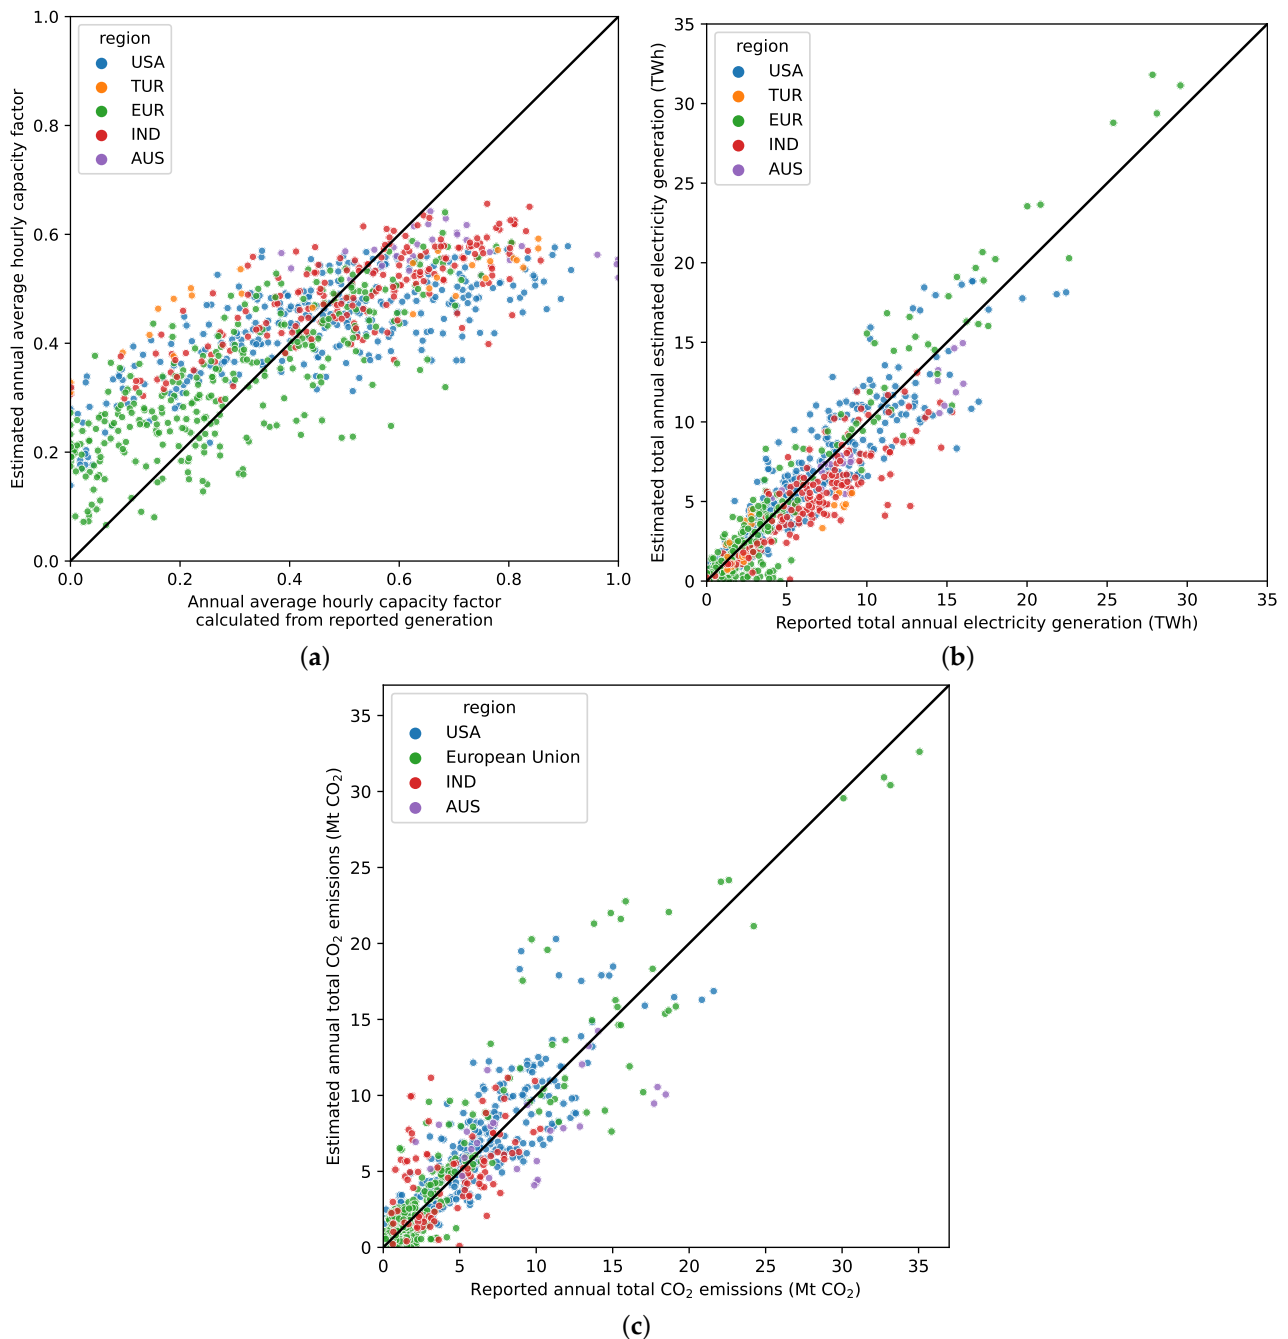 region
USA
TUR
EUR
IND
AUS
Estimated annual average hourly capacity factor
1.0
0.8
0.6
0.4
0.2
0.0
0.0 0.2 0.4 0.6 0.8 1.0
Annual average hourly capacity factor
calculated from reported generation
(a)
region
USA
TUR
EUR
IND
AUS
Estimated total annual estimated electricity generation (TWh)
35
30
25
20
15
10
5
0
0 5 10 15 20 25 30 35
Reported total annual electricity generation (TWh)
(b)
region
USA
European Union
IND
AUS
Estimated annual total CO₂ emissions (Mt CO₂)
35
30
25
20
15
10
5
0
0 5 10 15 20 25 30 35
Reported annual total CO₂ emissions (Mt CO₂)
(c)